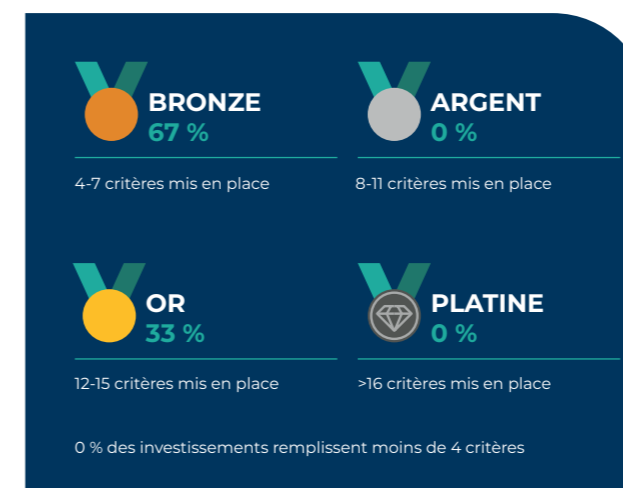 BRONZE
67 %
4-7 critères mis en place
ARGENT
0 %
8-11 critères mis en place
OR
33 %
12-15 critères mis en place
PLATINE
0 %
>16 critères mis en place
0 % des investissements remplissent moins de 4 critères